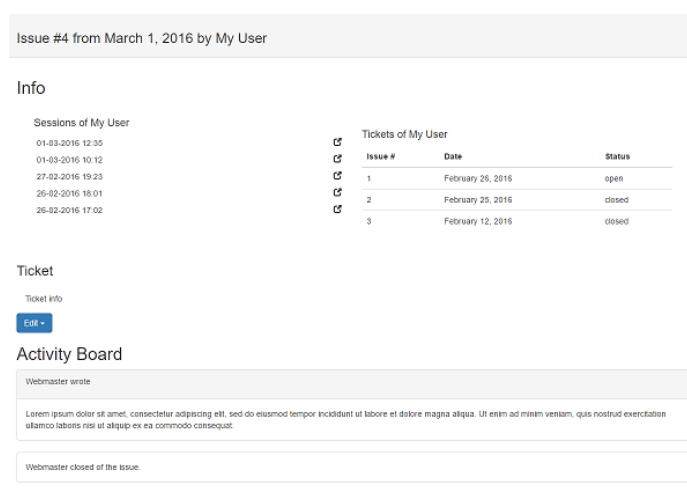 Issue #4 from March 1, 2016 by My User
Info
Sessions of My User
01-03-2016 12:35
01-03-2016 10:12
27-02-2016 19:23
26-02-2016 18:01
26-02-2016 17:02
Tickets of My User
Issue # Date Status
1 February 26, 2016 open
2 February 25, 2016 closed
3 February 12, 2016 closed
Ticket
Ticket info
Edit
Activity Board
Webmaster wrote
Lorem ipsum dolor sit amet, consectetur adipiscing elit, sed do eiusmod tempor incididunt ut labore et dolore magna aliqua. Ut enim ad minim veniam, quis nostrud exercitation
ullamco laboris nisi ut aliquip ex ea commodo consequat.
Webmaster closed of the issue.